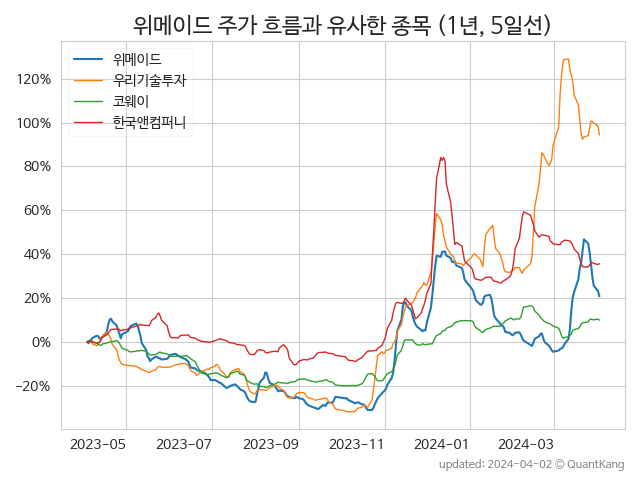 위메이드 주가 흐름과 유사한 종목 (1년, 5일선)
위메이드
우리기술투자
코웨이
한국앤컴퍼니
120%
100%
80%
60%
40%
20%
0%
−20%
2023-05 2023-07 2023-09 2023-11 2024-01 2024-03
updated: 2024-04-02 © QuantKang